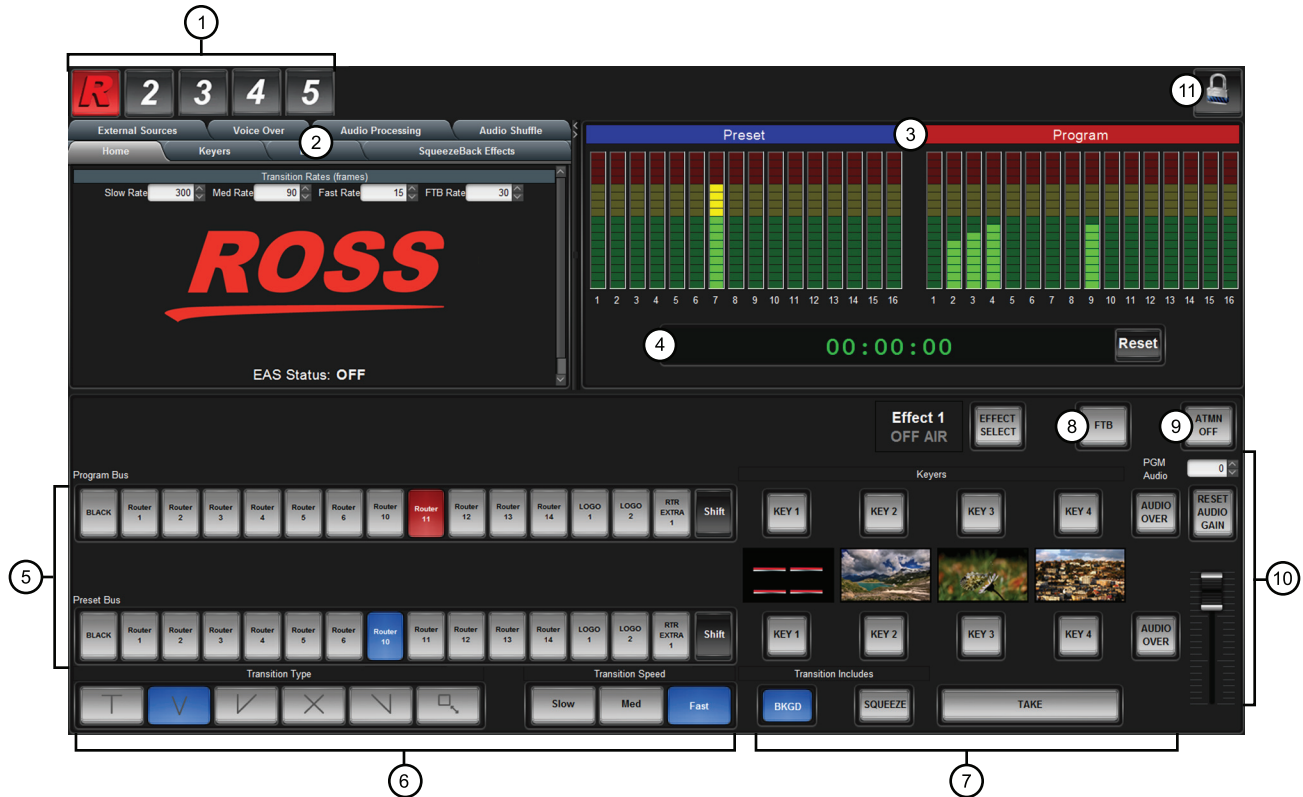 1
R 2 3 4 5
11
External Sources Voice Over Audio Processing Audio Shuffle
2
Home Keyers SqueezeBack Effects
Transition Rates (frames)
Slow Rate 300 Med Rate 90 Fast Rate 15 FTB Rate 30
ROSS
EAS Status: OFF
Preset 3 Program
1 2 3 4 5 6 7 8 9 10 11 12 13 14 15 16
1 2 3 4 5 6 7 8 9 10 11 12 13 14 15 16
4 00:00:00 Reset
Effect 1
OFF AIR
EFFECT
SELECT
8 FTB
9 ATMN
OFF
PGM
Audio
0
Program Bus
Keyers
BLACK
Router
1
Router
2
Router
3
Router
4
Router
5
Router
6
Router
10
Router
11
Router
12
Router
13
Router
14
LOGO
1
LOGO
2
RTR
EXTRA
1
Shift
KEY 1
KEY 2
KEY 3
KEY 4
AUDIO
OVER
RESET
AUDIO
GAIN
5
10
Preset Bus
BLACK
Router
1
Router
2
Router
3
Router
4
Router
5
Router
6
Router
10
Router
11
Router
12
Router
13
Router
14
LOGO
1
LOGO
2
RTR
EXTRA
1
Shift
KEY 1
KEY 2
KEY 3
KEY 4
AUDIO
OVER
Transition Type
Transition Speed
Transition Includes
Slow
Med
Fast
BKGD
SQUEEZE
TAKE
6
7